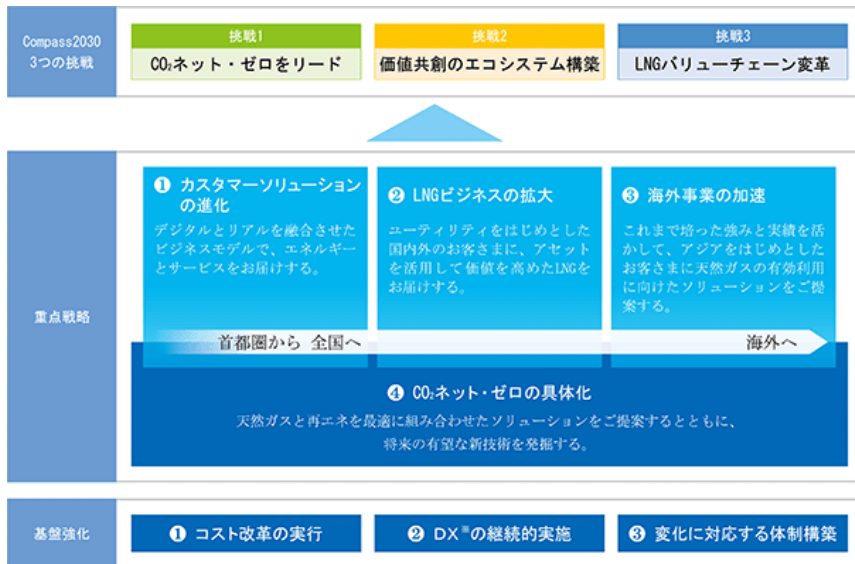 Compass2030
3つの挑戦
挑戦1
CO₂ネット・ゼロをリード
挑戦2
価値共創のエコシステム構築
挑戦3
LNGバリューチェーン変革
重点戦略
❶ カスタマーソリューション
の進化
デジタルとリアルを融合させた
ビジネスモデルで、エネルギー
とサービスをお届けする。
❷ LNGビジネスの拡大
ユーティリティをはじめとした
国内外のお客さまに、アセット
を活用して価値を高めたLNGを
お届けする。
❸ 海外事業の加速
これまで培った強みと実績を活
かして、アジアをはじめとした
お客さまに天然ガスの有効利用
に向けたソリューションをご提
案する。
首都圏から 全国へ
海外へ
❹ CO₂ネット・ゼロの具体化
天然ガスと再エネを最適に組み合わせたソリューションをご提案するとともに、
将来の有望な新技術を発掘する。
基盤強化
❶ コスト改革の実行
❷ DX※の継続的実施
❸ 変化に対応する体制構築